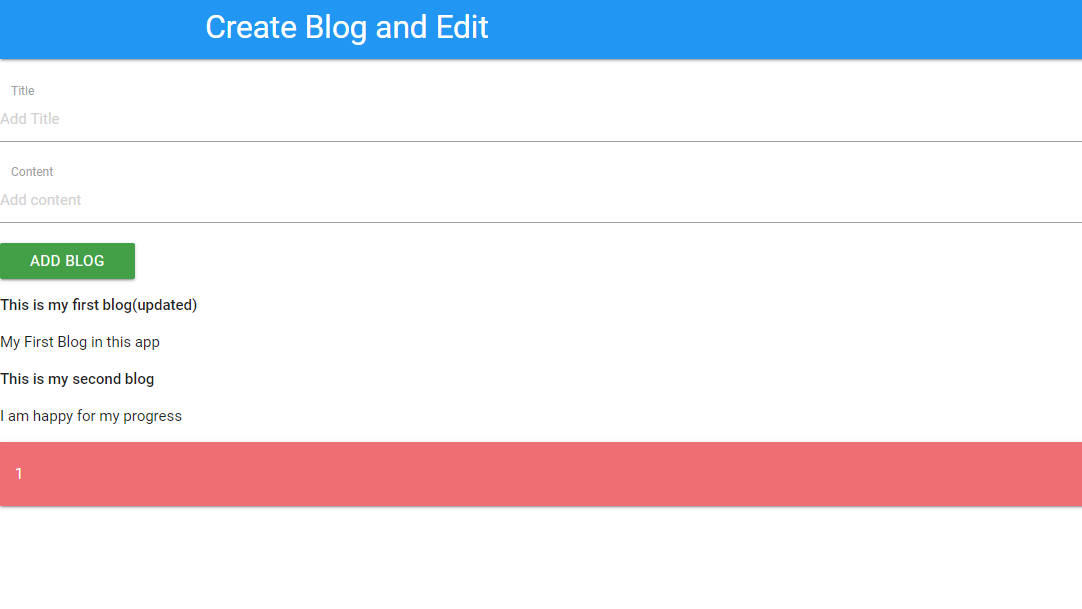 Create Blog and Edit
Title
Add Title
Content
Add content
ADD BLOG
This is my first blog(updated)
My First Blog in this app
This is my second blog
I am happy for my progress
1